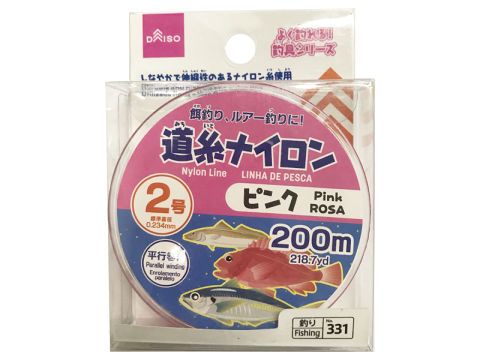 DAISO
よく釣れる!
釣具シリーズ
しなやかで伸縮性のあるナイロン糸使用
餌釣り、ルアー釣りに!
みち いと
道糸ナイロン
Nylon Line LINHA DE PESCA
ピンク Pink
ROSA
2号
標準直径
0.234mm
200m
218.7yd
平行巻
Parallel winding
Enrolamento
paralelo
釣り
Fishing
No.
331